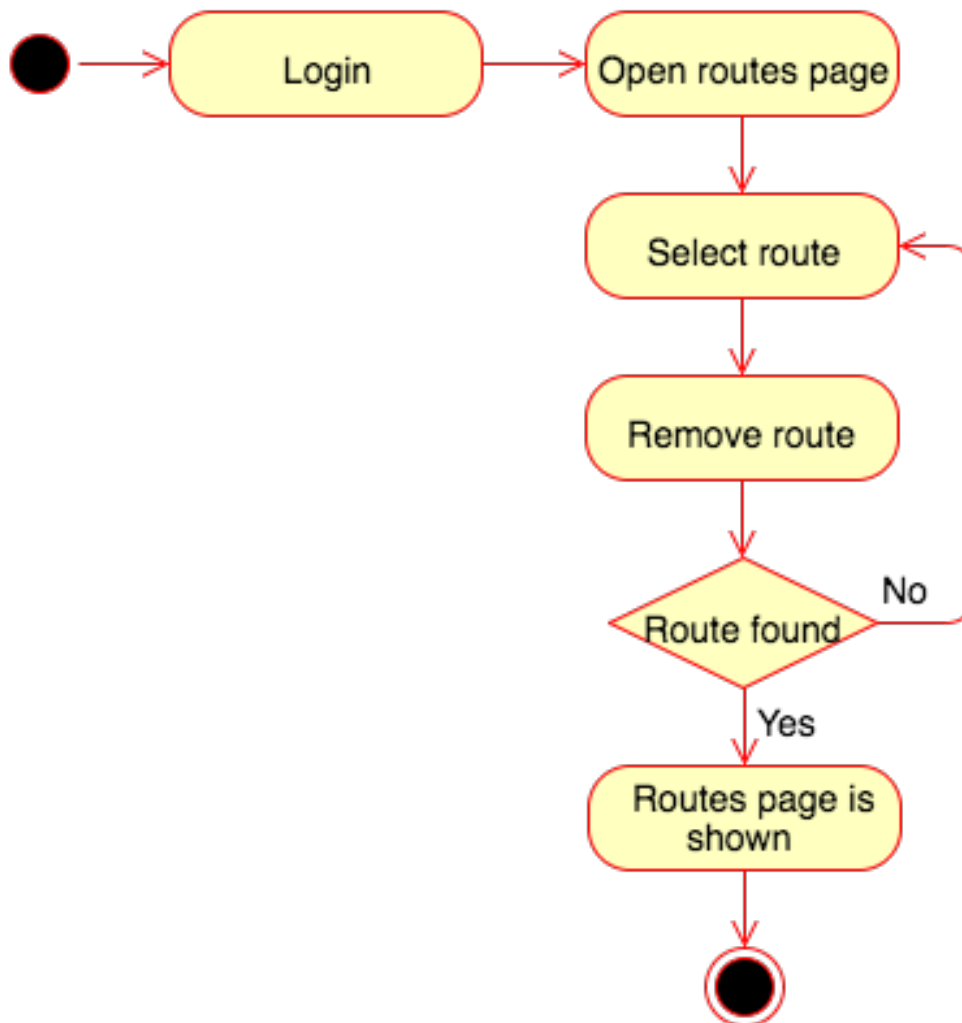 Login
Open routes page
Select route
Remove route
Route found
No
Yes
Routes page is
shown